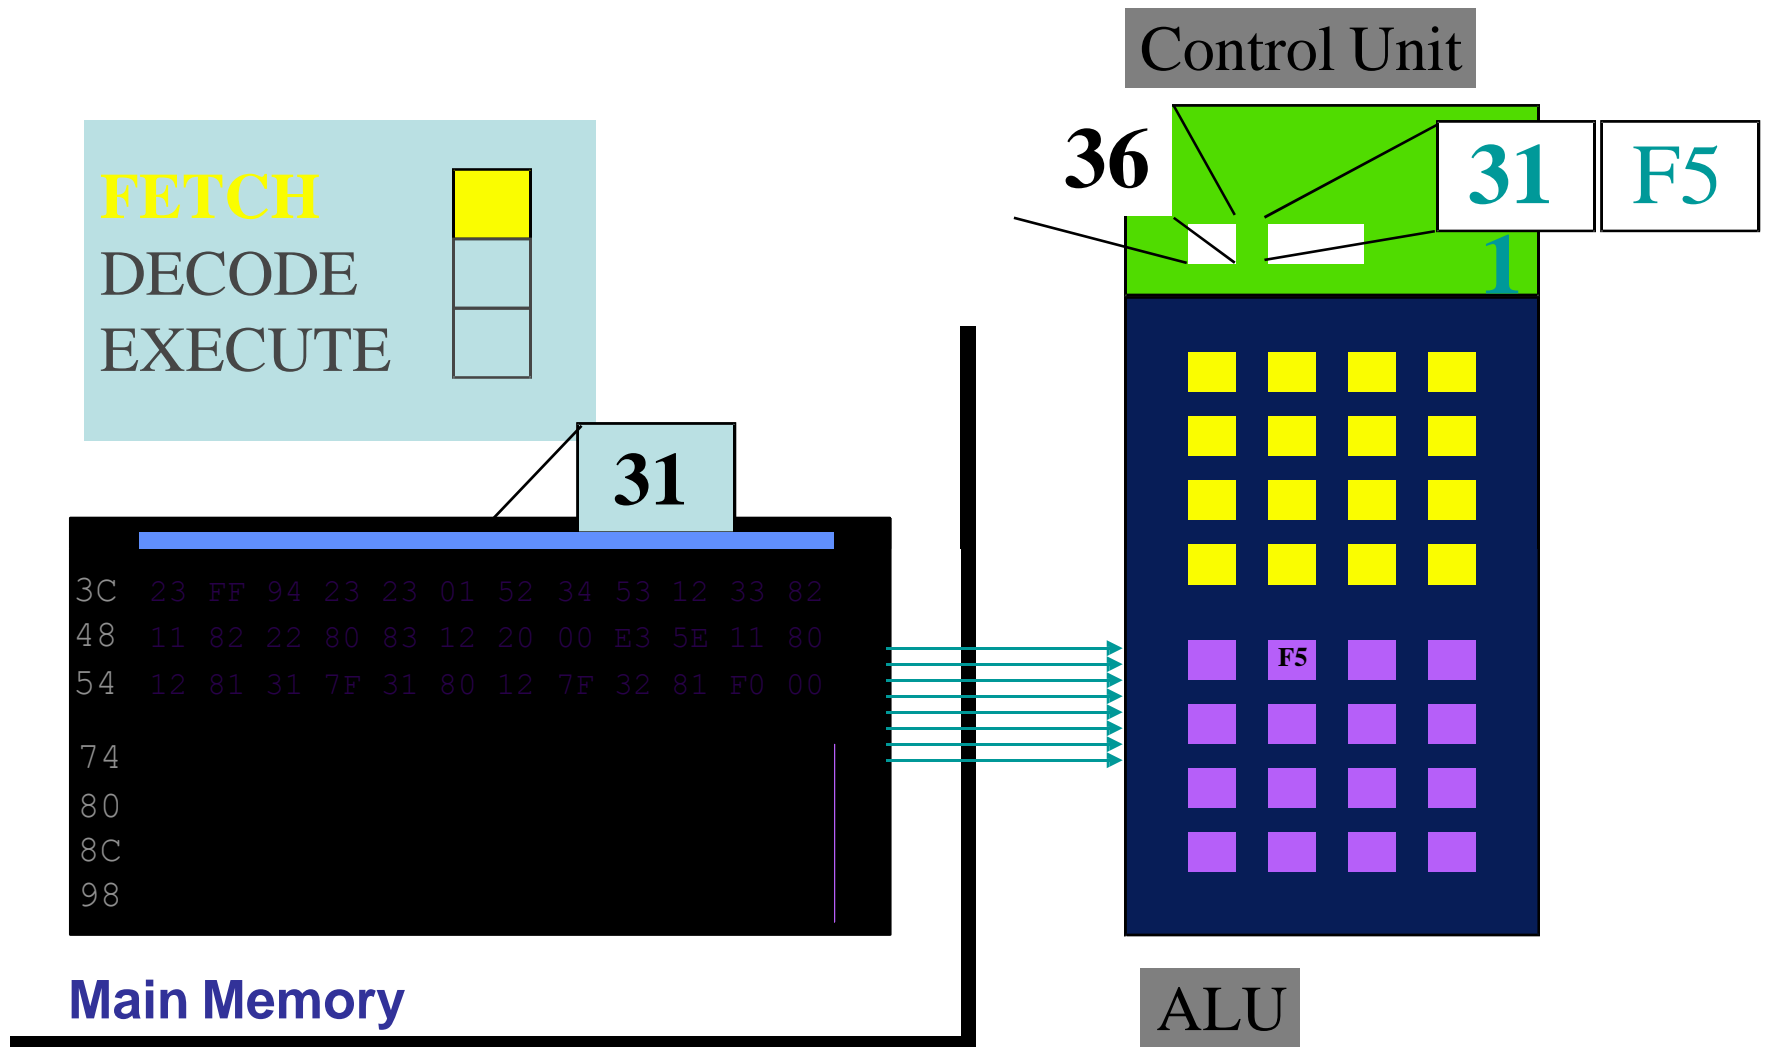 Control Unit
36
31 F5
1
FETCH
DECODE
EXECUTE
31
3C 23 FF 94 23 23 01 52 34 53 12 33 82
48 11 82 22 80 83 12 20 00 E3 5E 11 80
54 12 81 31 7F 31 80 12 7F 32 81 F0 00
74
80
8C
98
F5
Main Memory
ALU